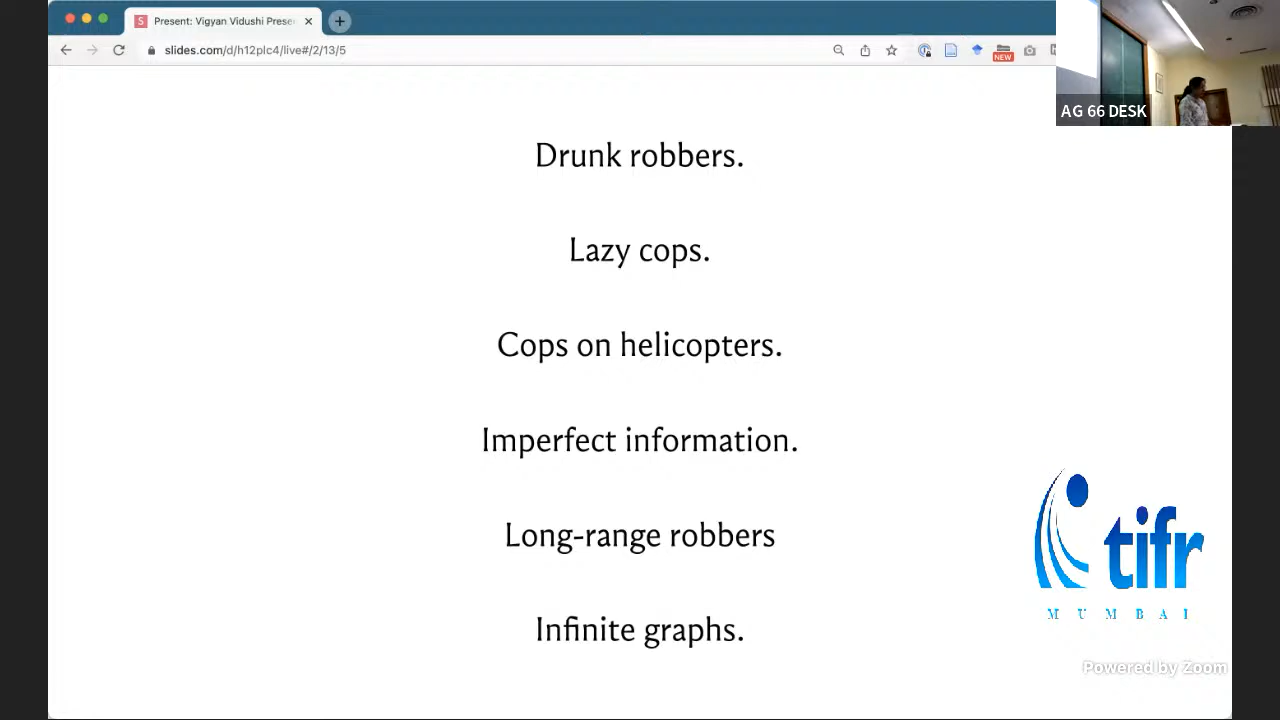 Present: Vigyan Vidushi Prese
slides.com/d/h12plc4/live#/2/13/5
NEW
AG 66 DESK
Drunk robbers.
Lazy cops.
Cops on helicopters.
Imperfect information.
Long-range robbers
Infinite graphs.
tifr
MUMBAI
Powered by Zoom